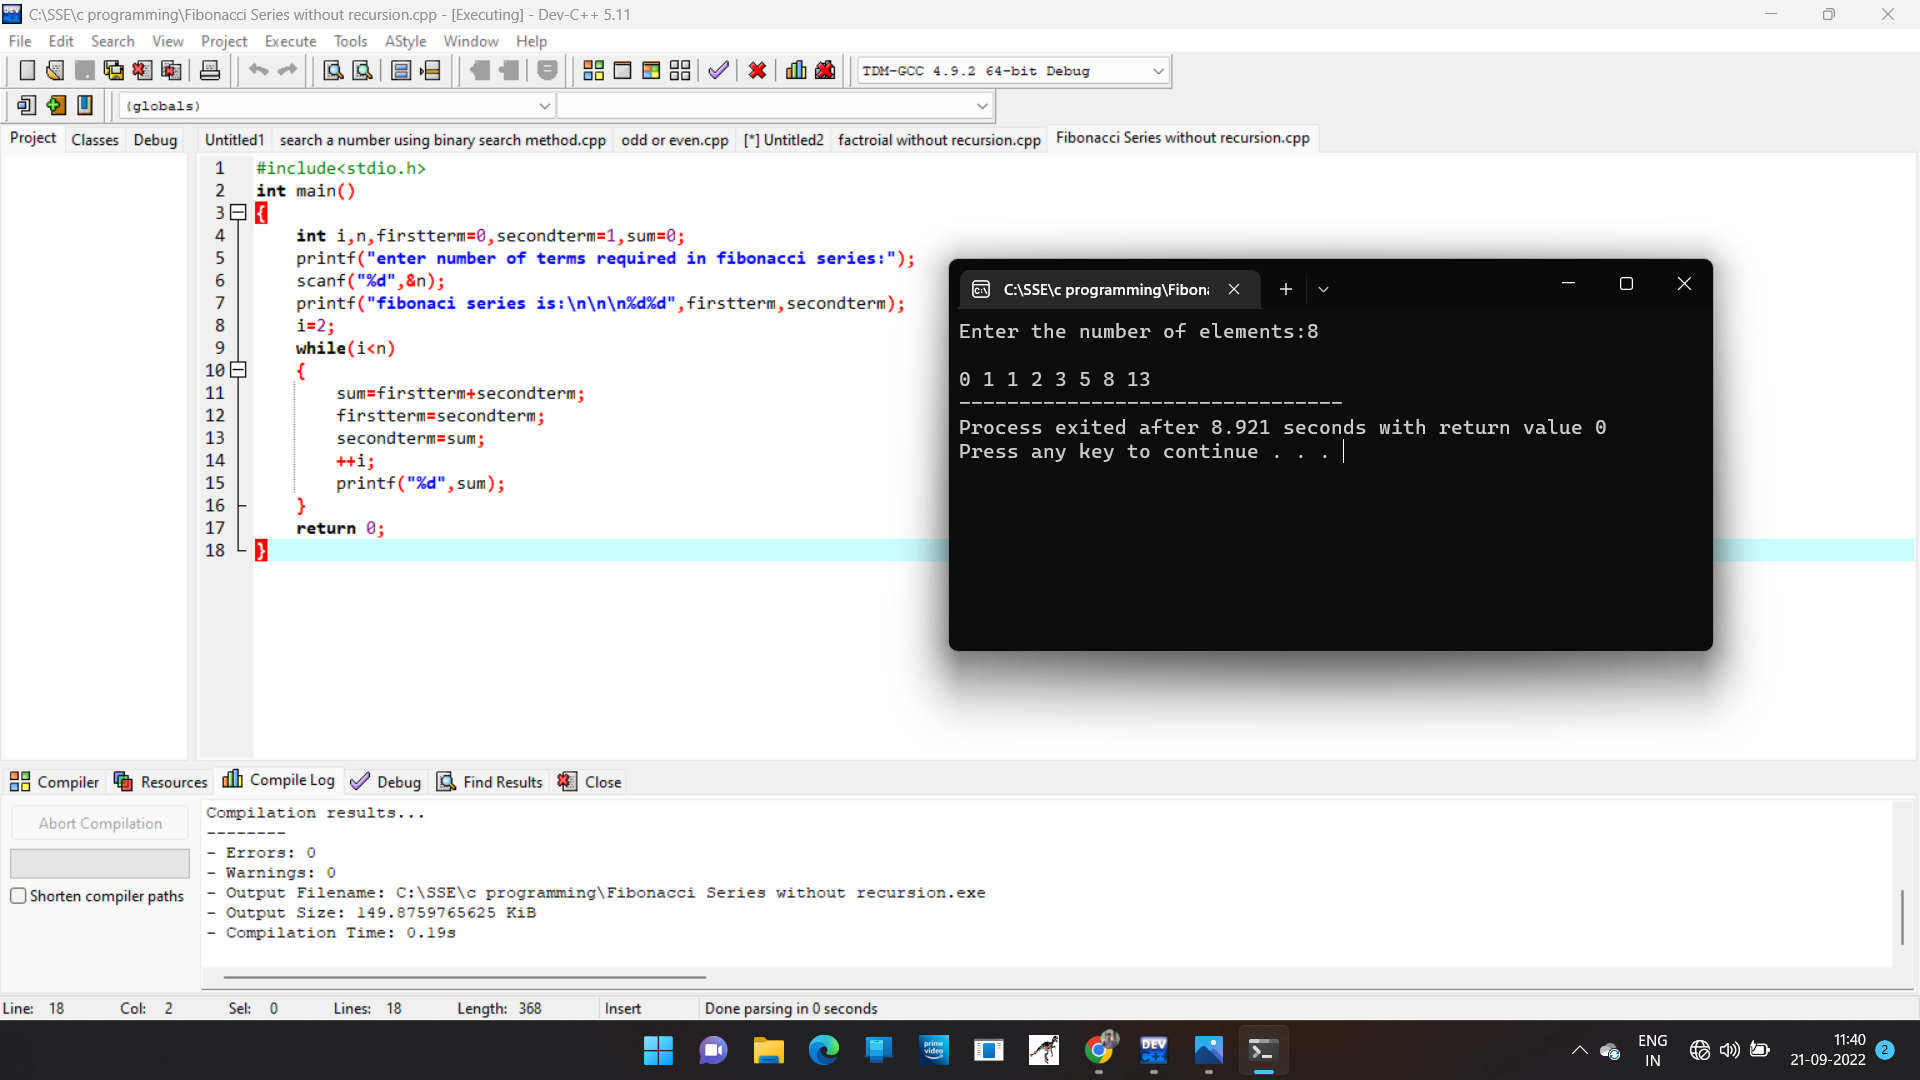 C:\SSE\c programming\Fibonacci Series without recursion.cpp - [Executing] - Dev-C++ 5.11
File Edit Search View Project Execute Tools AStyle Window Help
TDM-GCC 4.9.2 64-bit Debug
(globals)
Project Classes Debug
Untitled1 search a number using binary search method.cpp odd or even.cpp [*] Untitled2 factroial without recursion.cpp Fibonacci Series without recursion.cpp
1 #include<stdio.h>
2 int main()
3 {
4 int i,n,firstterm=0,secondterm=1,sum=0;
5 printf("enter number of terms required in fibonacci series:");
6 scanf("%d",&n);
7 printf("fibonaci series is:\n\n\n%d%d",firstterm,secondterm);
8 i=2;
9 while(i<n)
10 {
11 sum=firstterm+secondterm;
12 firstterm=secondterm;
13 secondterm=sum;
14 ++i;
15 printf("%d",sum);
16 }
17 return 0;
18 }
C:\SSE\c programming\Fibon
Enter the number of elements:8
0 1 1 2 3 5 8 13
--------------------------------
Process exited after 8.921 seconds with return value 0
Press any key to continue . . .
Compiler Resources Compile Log Debug Find Results Close
Abort Compilation
Shorten compiler paths
Compilation results...
--------
- Errors: 0
- Warnings: 0
- Output Filename: C:\SSE\c programming\Fibonacci Series without recursion.exe
- Output Size: 149.8759765625 KiB
- Compilation Time: 0.19s
Line: 18 Col: 2 Sel: 0 Lines: 18 Length: 368 Insert Done parsing in 0 seconds
prime video
DEV C++
ENG
IN
11:40
21-09-2022
2